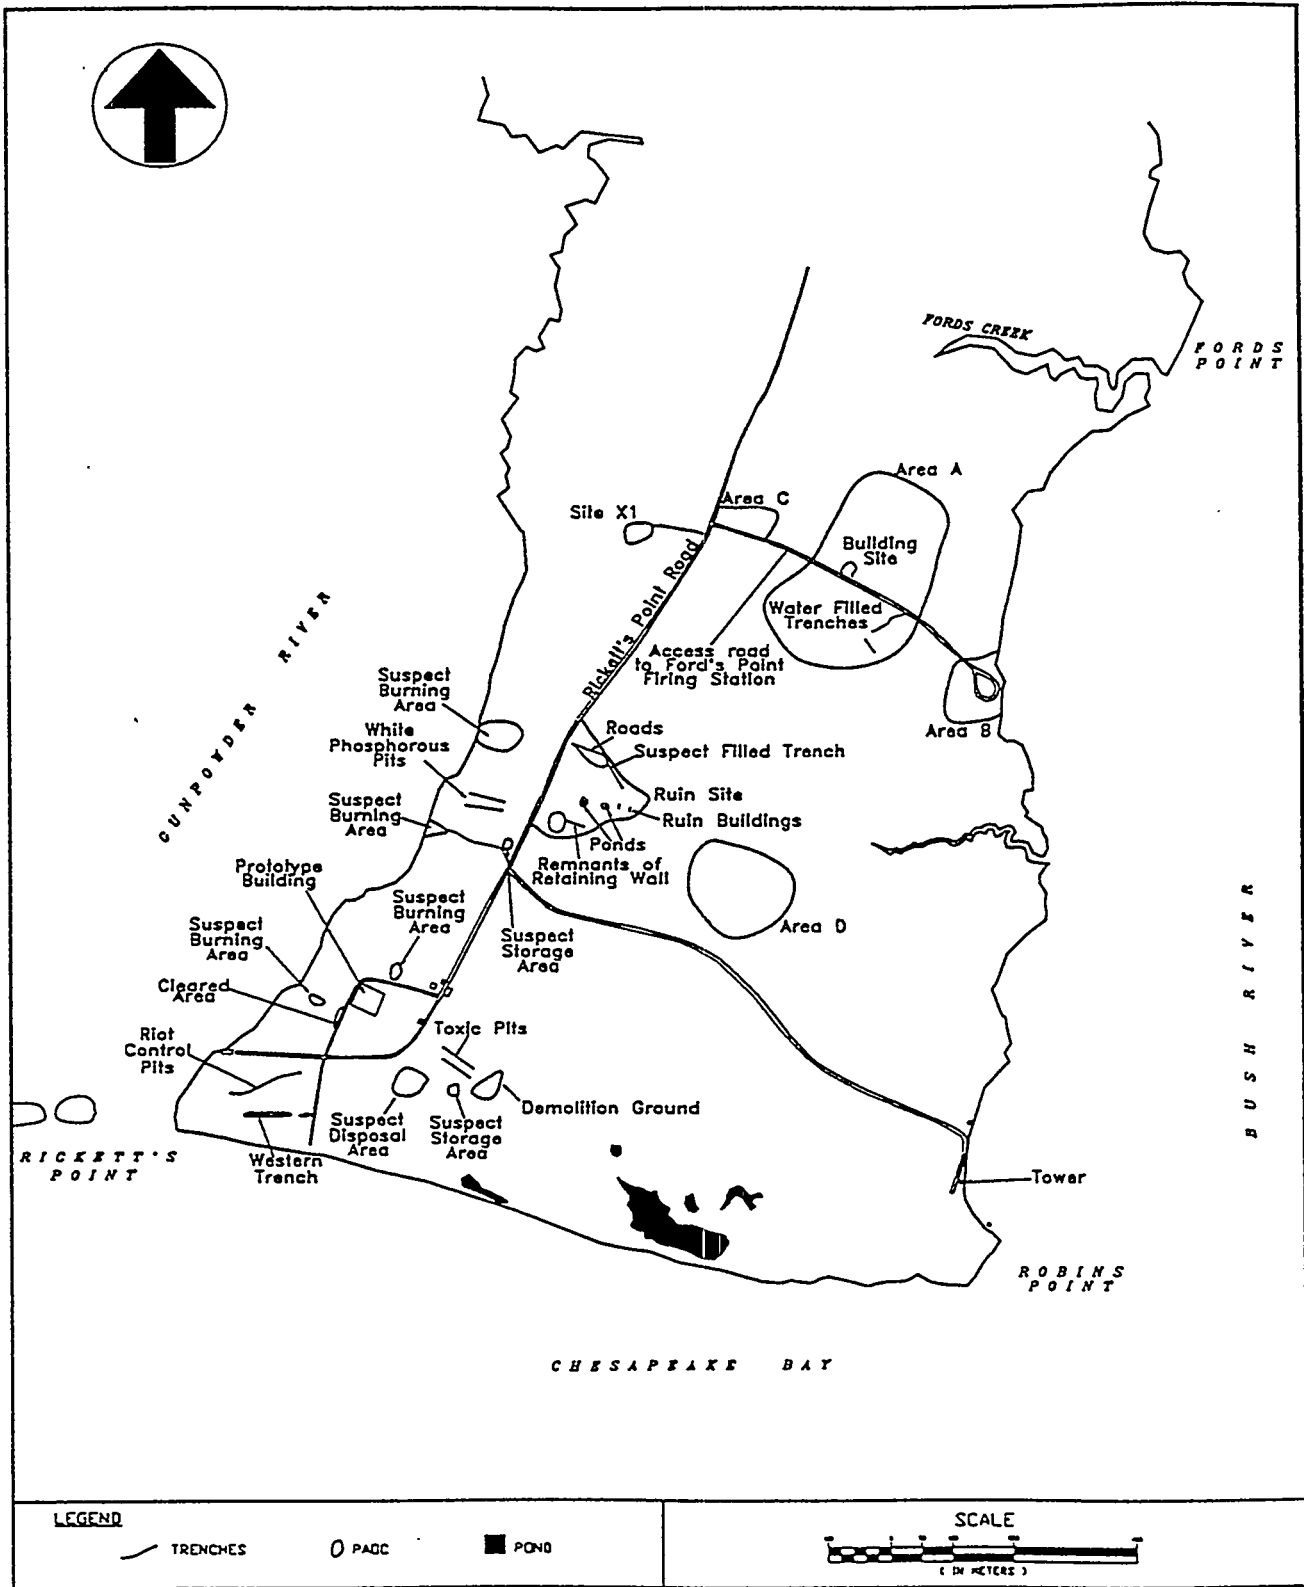 FORDS CREEK
FORDS
POINT
Area A
Area C
Site X1
Building
Site
Rickett's Point Road
Water Filled
Trenches
Access road
to Ford's Point
Firing Station
GUNPOWDER RIVER
Suspect
Burning
Area
Area B
Roads
Suspect Filled Trench
White
Phosphorous
Pits
Suspect
Burning
Area
Ruin Site
Ruin Buildings
Ponds
Remnants of
Retaining Wall
Prototype
Building
Suspect
Burning
Area
Area D
BUSH RIVER
Suspect
Burning
Area
Suspect
Storage
Area
Cleared
Area
Riot
Control
Pits
Toxic Pits
Demolition Ground
Suspect
Disposal
Area
Suspect
Storage
Area
RICKETT'S
POINT
Western
Trench
Tower
ROBINS
POINT
CHESAPEAKE BAY
LEGEND
TRENCHES
PAOC
POND
SCALE
( IN METERS )